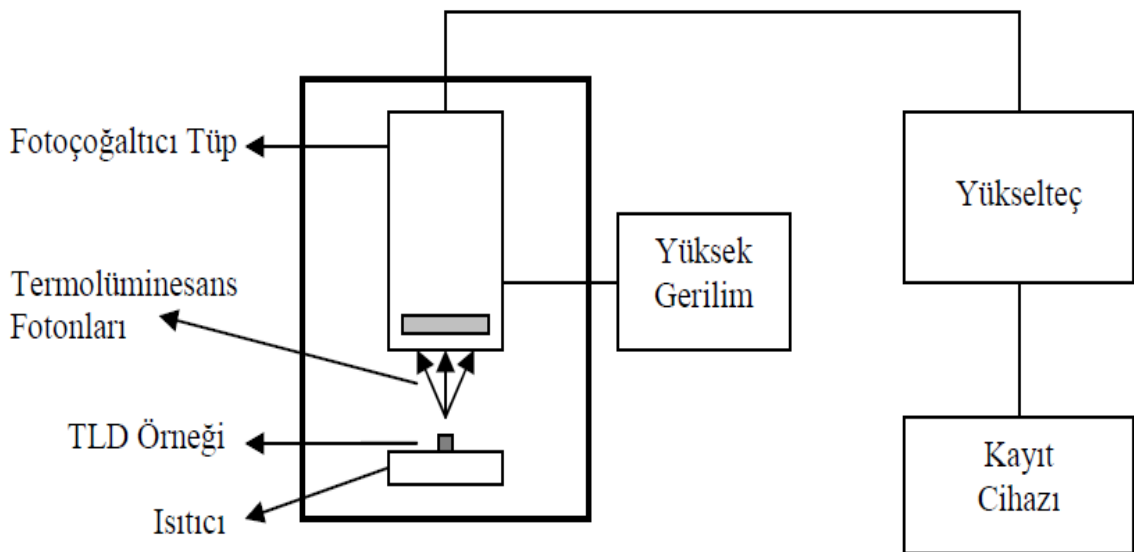 Fotoçoğaltıcı Tüp
Termolüminesans
Fotonları
TLD Örneği
Isıtıcı
Yüksek
Gerilim
Yükselteç
Kayıt
Cihazı